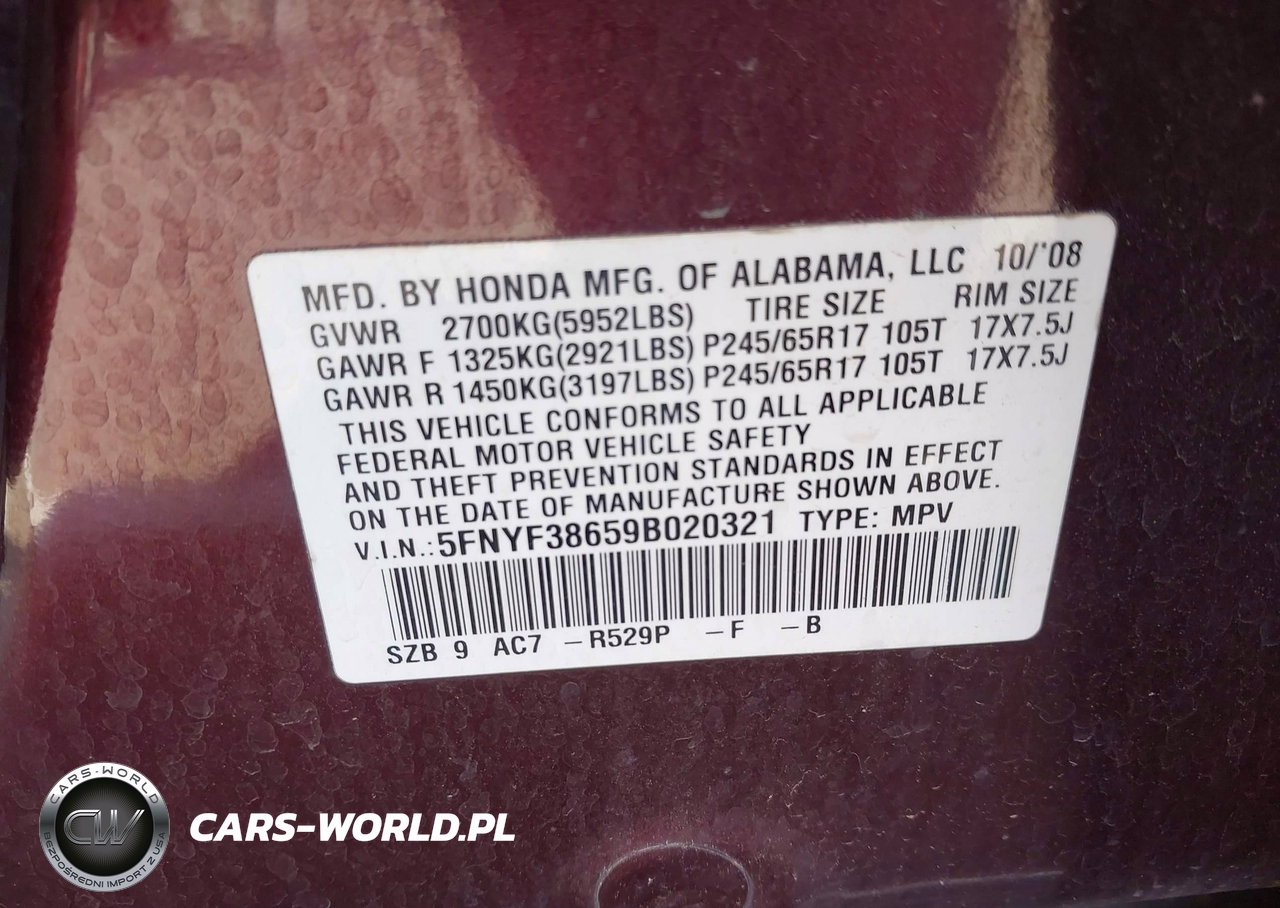 MFD. BY HONDA MFG. OF ALABAMA, LLC 10/'08
GVWR 2700KG(5952LBS) TIRE SIZE RIM SIZE
GAWR F 1325KG(2921LBS) P245/65R17 105T 17X7.5J
GAWR R 1450KG(3197LBS) P245/65R17 105T 17X7.5J
THIS VEHICLE CONFORMS TO ALL APPLICABLE
FEDERAL MOTOR VEHICLE SAFETY
AND THEFT PREVENTION STANDARDS IN EFFECT
ON THE DATE OF MANUFACTURE SHOWN ABOVE.
V.I.N.: 5FNYF38659B020321 TYPE: MPV
SZB 9 AC7 –R529P –F –B
CARS-WORLD
CW
BEZPOŚREDNI IMPORT Z USA
CARS-WORLD.PL